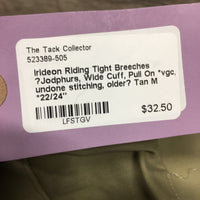 The Tack Collector
523389-505
Irideon Riding Tight Breeches
?Jodphurs, Wide Cuff, Pull On *vgc,
undone stitching, older? Tan M
*22/24"
$32.50
LFSTGV